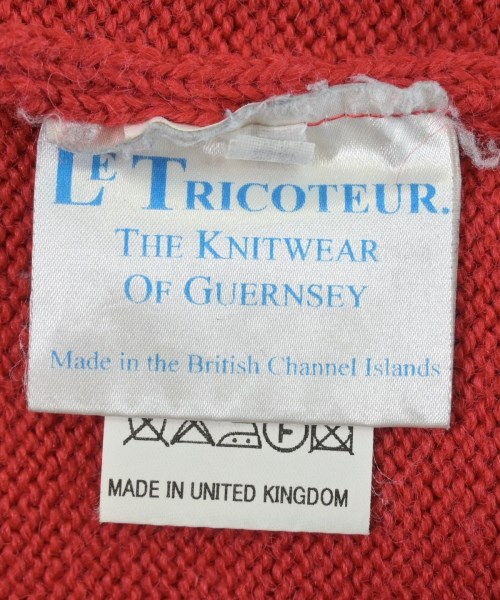 LE TRICOTEUR.
THE KNITWEAR
OF GUERNSEY
Made in the British Channel Islands
F
MADE IN UNITED KINGDOM